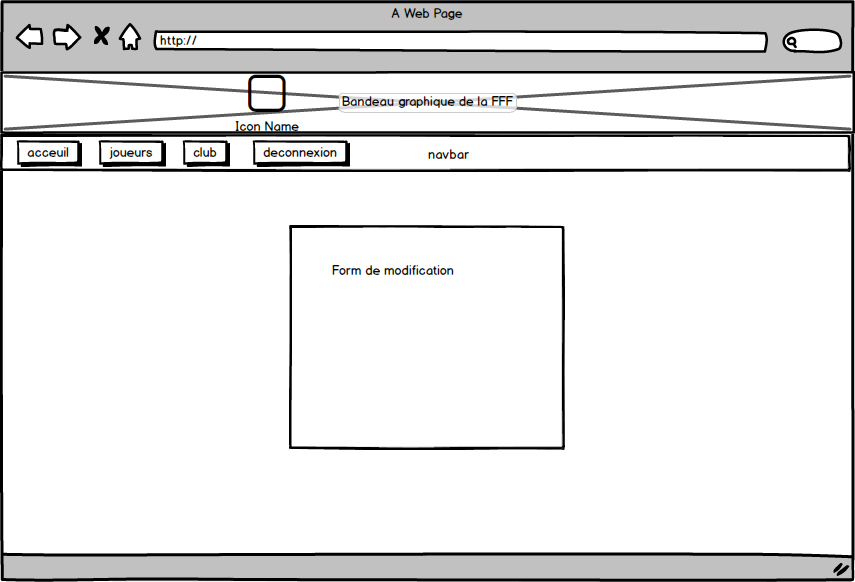 A Web Page
http://
Bandeau graphique de la FFF
Icon Name
acceuil joueurs club deconnexion navbar
Form de modification